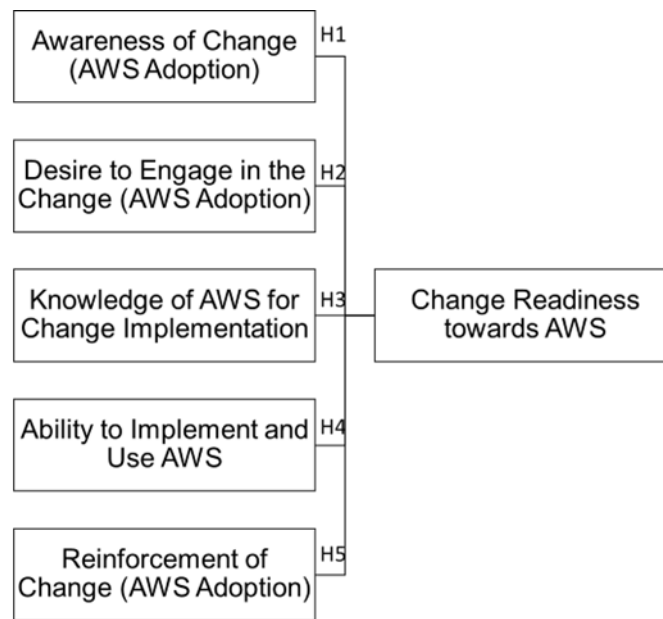 Awareness of Change
(AWS Adoption)
H1
Desire to Engage in the
Change (AWS Adoption)
H2
Knowledge of AWS for
Change Implementation
H3
Change Readiness
towards AWS
Ability to Implement and
Use AWS
H4
Reinforcement of
Change (AWS Adoption)
H5